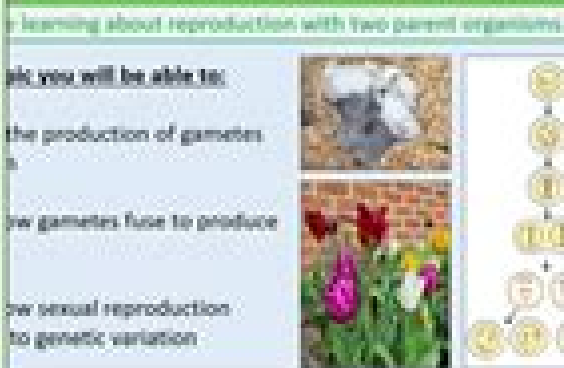 learning about reproduction with two parent organisms
pic you will be able to:
the production of gametes
ow gametes fuse to produce
ow sexual reproduction
to genetic variation